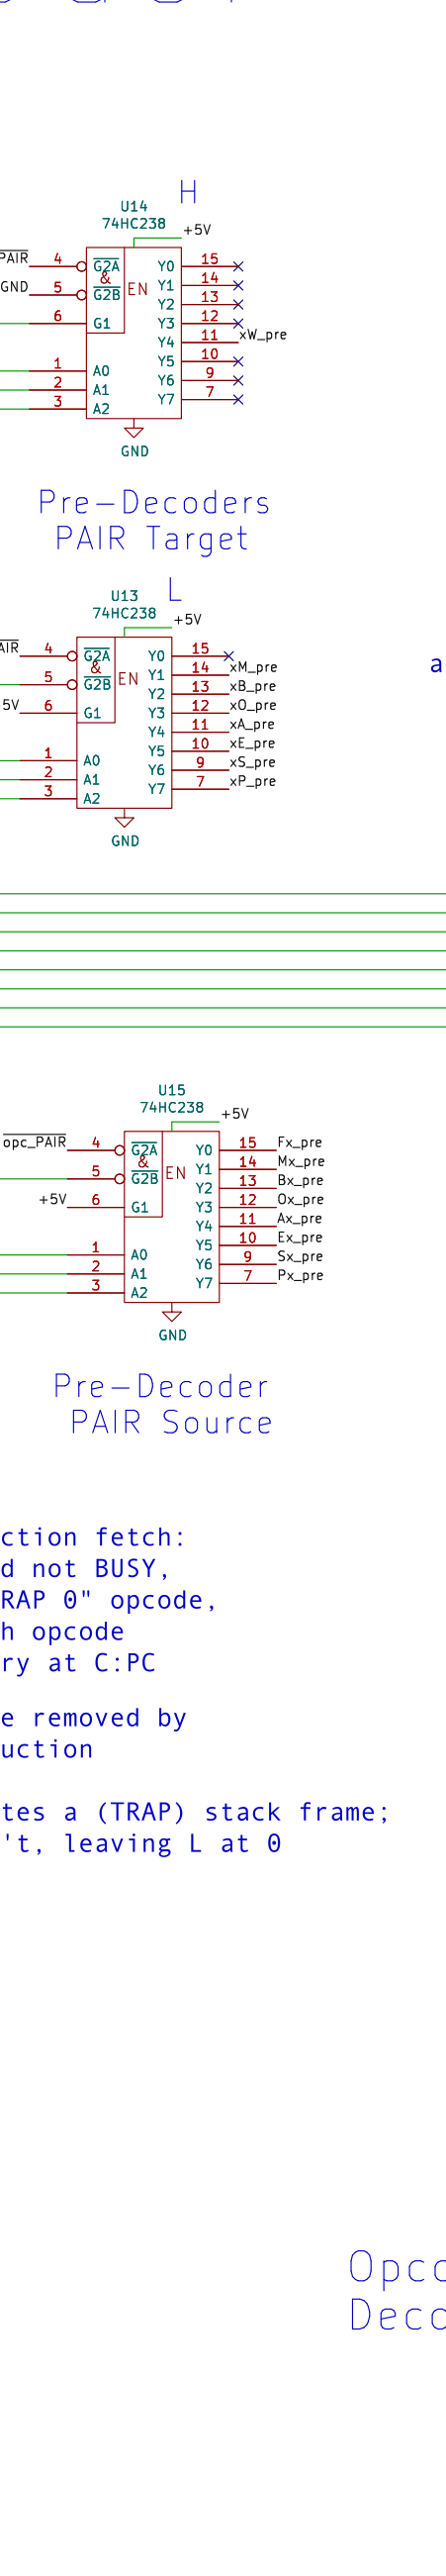 H
U14
74HC238
+5V
PAIR 4 G2A Y0 15
& Y1 14
GND 5 G2B EN Y2 13
6 G1 Y3 12
Y4 11 xW_pre
1 A0 Y5 10
2 A1 Y6 9
3 A2 Y7 7
GND
Pre-Decoders
PAIR Target
L
U13
74HC238
+5V
AIR 4 G2A Y0 15
& Y1 14 xM_pre
5 G2B EN Y2 13 xB_pre
5V 6 G1 Y3 12 xO_pre
Y4 11 xA_pre
1 A0 Y5 10 xE_pre
2 A1 Y6 9 xS_pre
3 A2 Y7 7 xP_pre
GND
a
U15
74HC238
+5V
opc_PAIR 4 G2A Y0 15 Fx_pre
& Y1 14 Mx_pre
5 G2B EN Y2 13 Bx_pre
+5V 6 G1 Y3 12 Ox_pre
Y4 11 Ax_pre
1 A0 Y5 10 Ex_pre
2 A1 Y6 9 Sx_pre
3 A2 Y7 7 Px_pre
GND
Pre-Decoder
PAIR Source
ction fetch:
d not BUSY,
RAP 0" opcode,
h opcode
ry at C:PC
e removed by
uction
tes a (TRAP) stack frame;
't, leaving L at 0
Opco
Deco